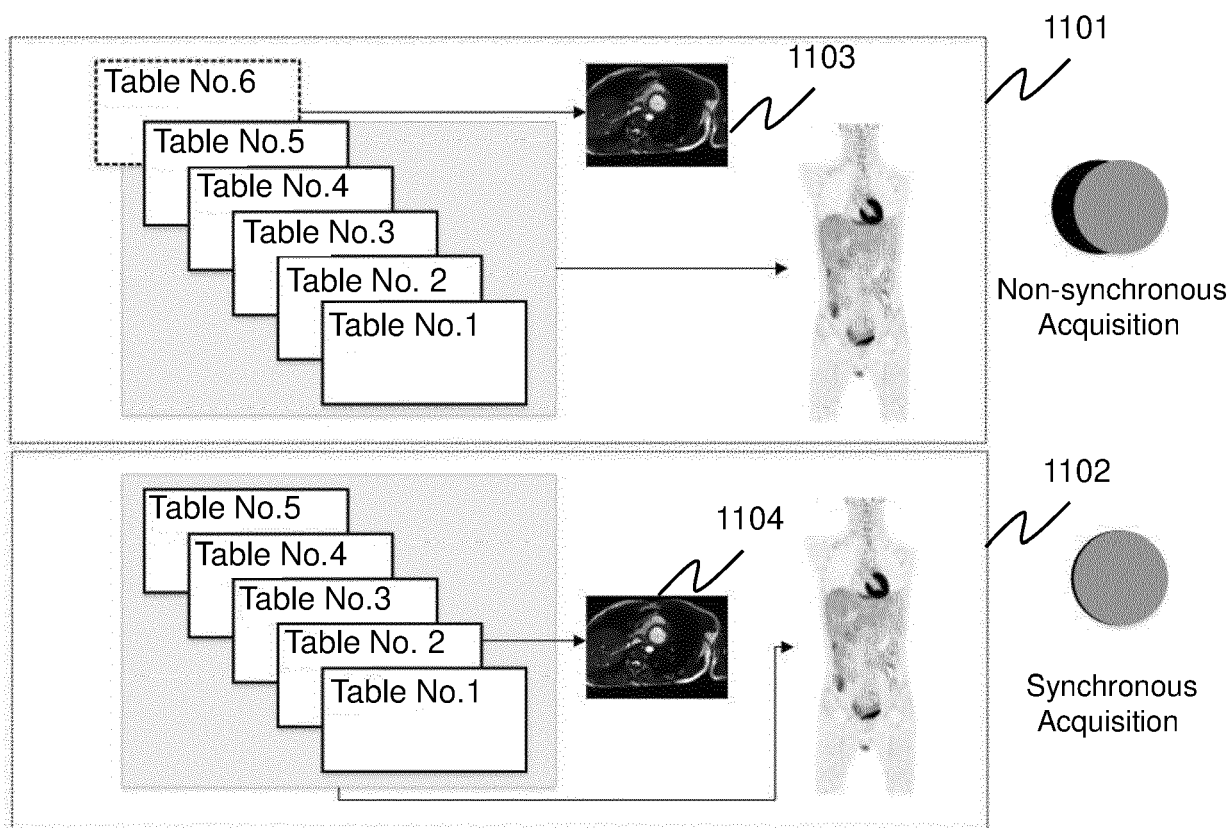 1101
1103
Table No.6
Table No.5
Table No.4
Table No.3
Table No. 2
Table No.1
Non-synchronous
Acquisition
1102
1104
Table No.5
Table No.4
Table No.3
Table No. 2
Table No.1
Synchronous
Acquisition